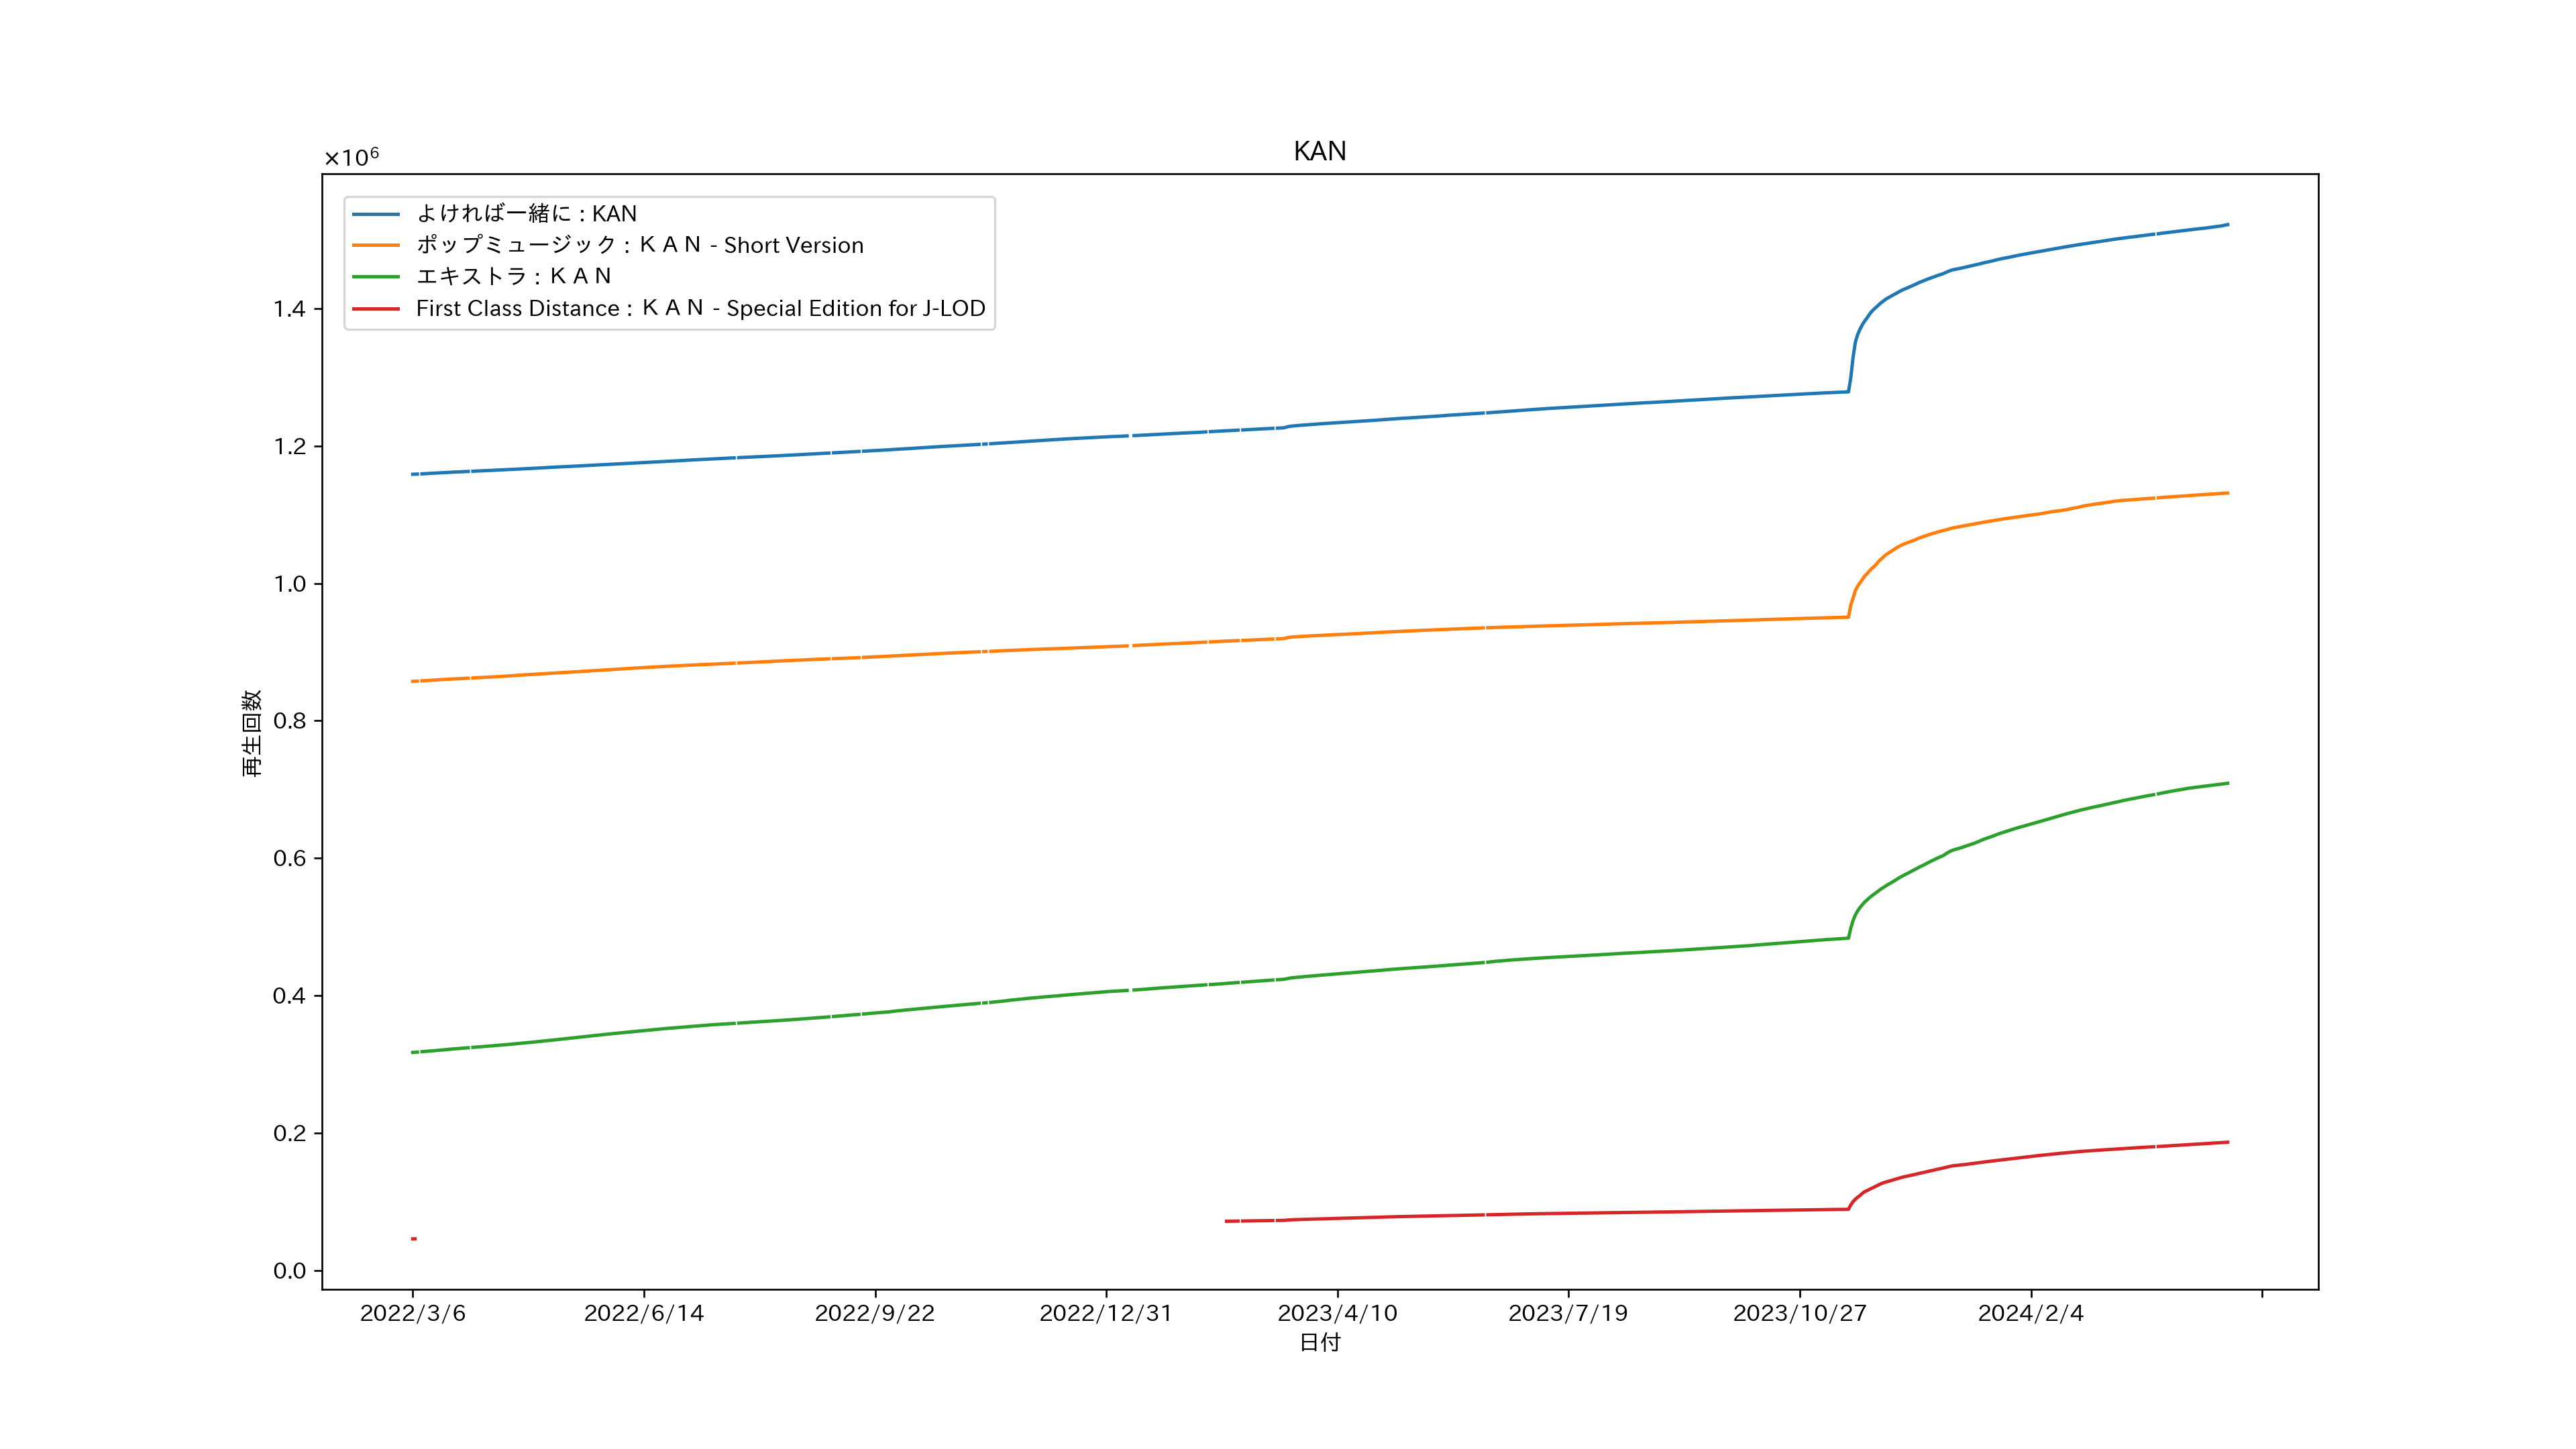 KAN
×10⁶
よければ一緒に : KAN
ポップミュージック : ＫＡＮ - Short Version
エキストラ : ＫＡＮ
First Class Distance : ＫＡＮ - Special Edition for J-LOD
1.4
1.2
1.0
0.8
0.6
0.4
0.2
0.0
再生回数
2022/3/6 2022/6/14 2022/9/22 2022/12/31 2023/4/10 2023/7/19 2023/10/27 2024/2/4
日付